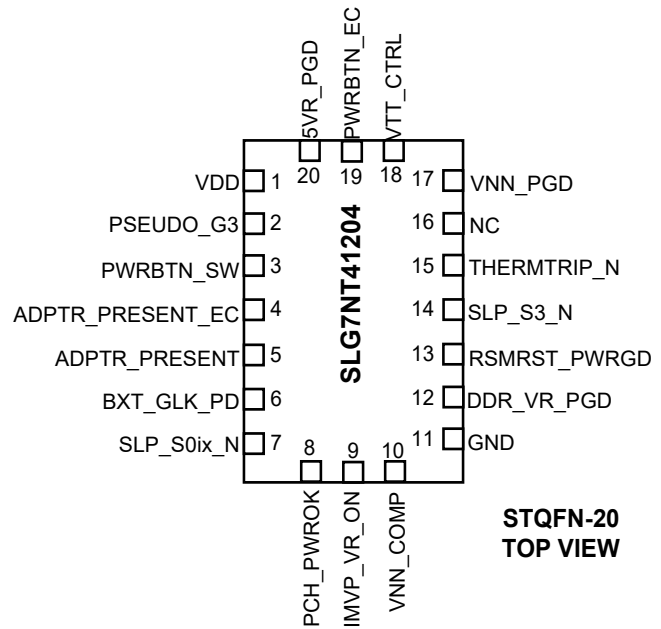 5VR_PGD
PWRBTN_EC
VTT_CTRL
20
19
18
VDD 1
PSEUDO_G3 2
PWRBTN_SW 3
ADPTR_PRESENT_EC 4
ADPTR_PRESENT 5
BXT_GLK_PD 6
SLP_S0ix_N 7
SLG7NT41204
17 VNN_PGD
16 NC
15 THERMTRIP_N
14 SLP_S3_N
13 RSMRST_PWRGD
12 DDR_VR_PGD
11 GND
8
9
10
PCH_PWROK
IMVP_VR_ON
VNN_COMP
STQFN-20
TOP VIEW